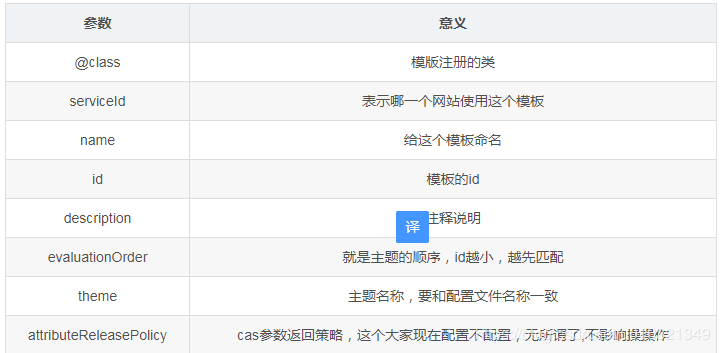 参数 意义
@class 模版注册的类
serviceId 表示哪一个网站使用这个模板
name 给这个模板命名
id 模板的id
description 注释说明
译
evaluationOrder 就是主题的顺序，id越小，越先匹配
theme 主题名称，要和配置文件名称一致
attributeReleasePolicy cas参数返回策略，这个大家现在配置不配置，无所谓了,不影响摸操作